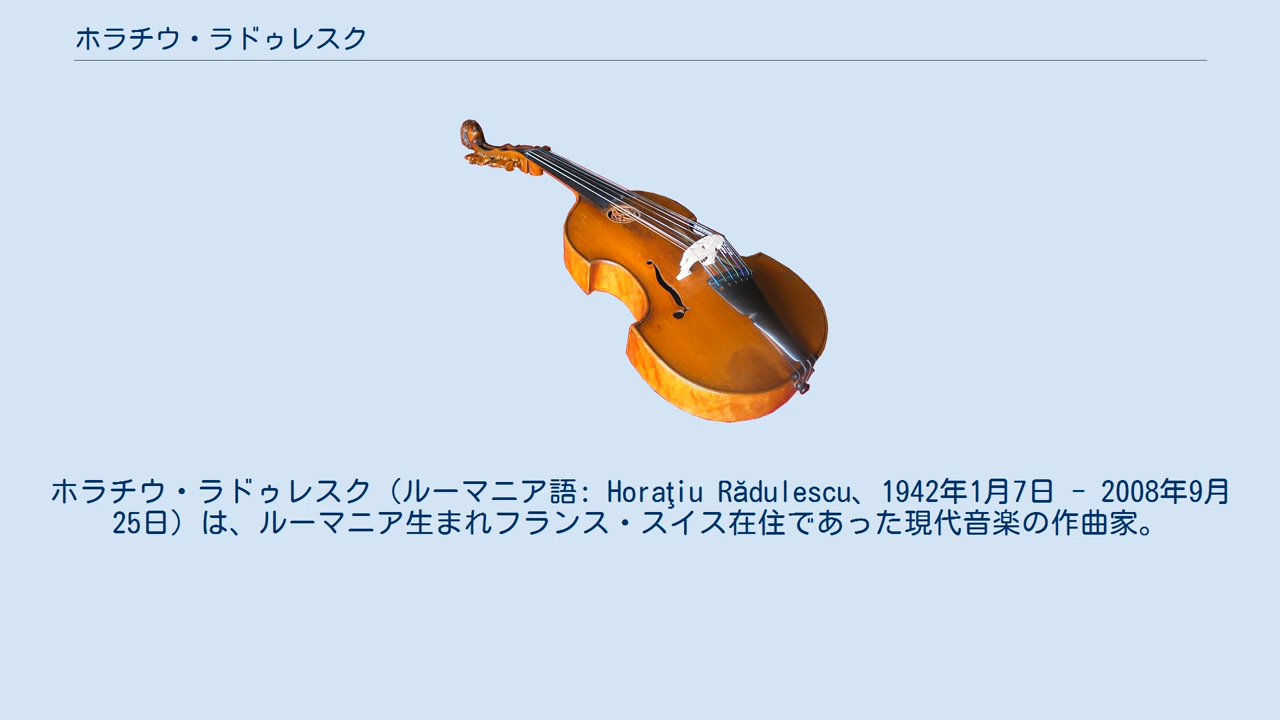 ホラチウ・ラドゥレスク
ホラチウ・ラドゥレスク（ルーマニア語: Horaţiu Rădulescu、1942年1月7日 - 2008年9月
25日）は、ルーマニア生まれフランス・スイス在住であった現代音楽の作曲家。